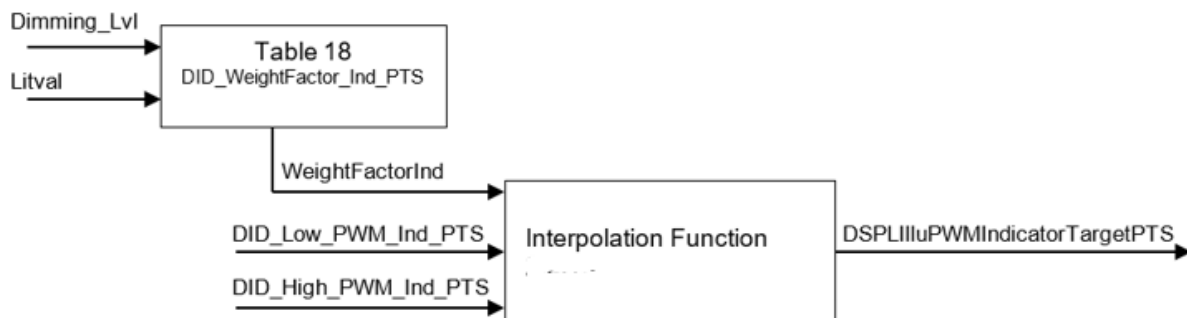 Dimming_Lvl
Litval
Table 18
DID_WeightFactor_Ind_PTS
WeightFactorInd
DID_Low_PWM_Ind_PTS
DID_High_PWM_Ind_PTS
Interpolation Function
DSPLIlluPWMIndicatorTargetPTS